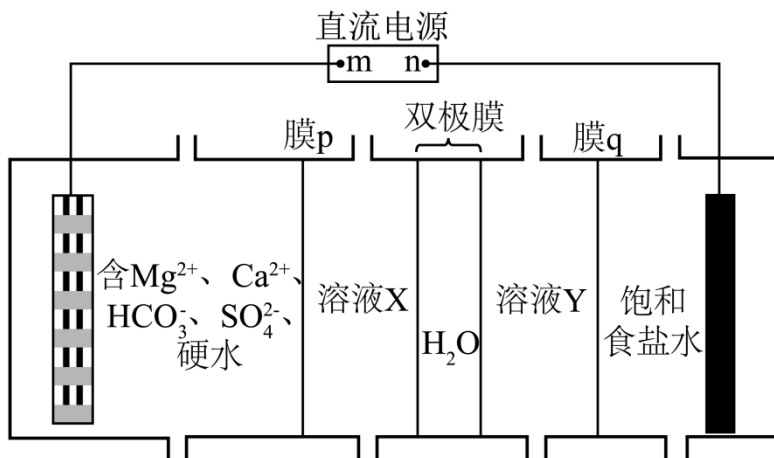 直流电源
m n
膜p
双极膜
膜q
含Mg²⁺、Ca²⁺、
HCO₃⁻、SO₄²⁻、
硬水
溶液X
H₂O
溶液Y
饱和
食盐水